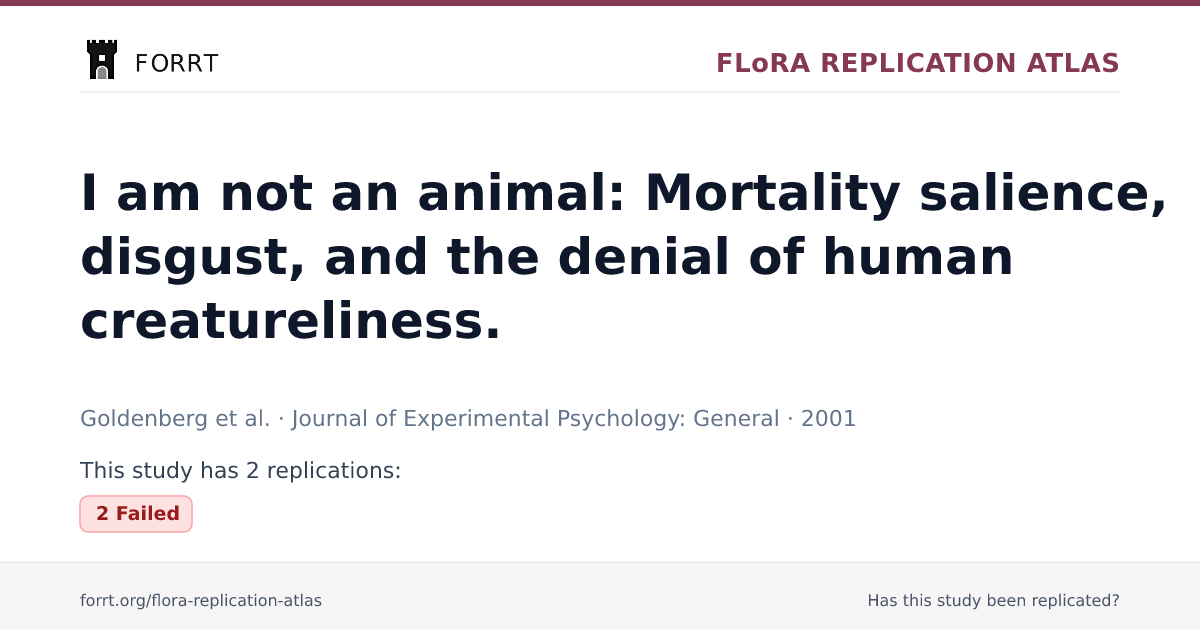 FORRT
FLoRA REPLICATION ATLAS
I am not an animal: Mortality salience,
disgust, and the denial of human
creatureliness.
Goldenberg et al. · Journal of Experimental Psychology: General · 2001
This study has 2 replications:
2 Failed
forrt.org/flora-replication-atlas
Has this study been replicated?